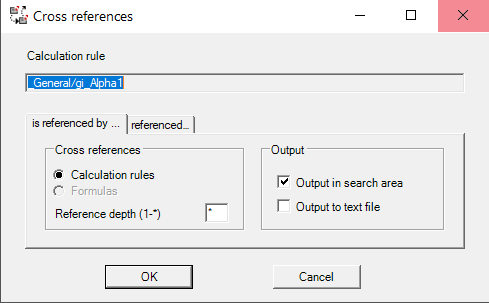 Cross references
Calculation rule
_General/gi_Alpha1
is referenced by ...
referenced...
Cross references
Calculation rules
Formulas
Reference depth (1-*)
*
Output
Output in search area
Output to text file
OK
Cancel